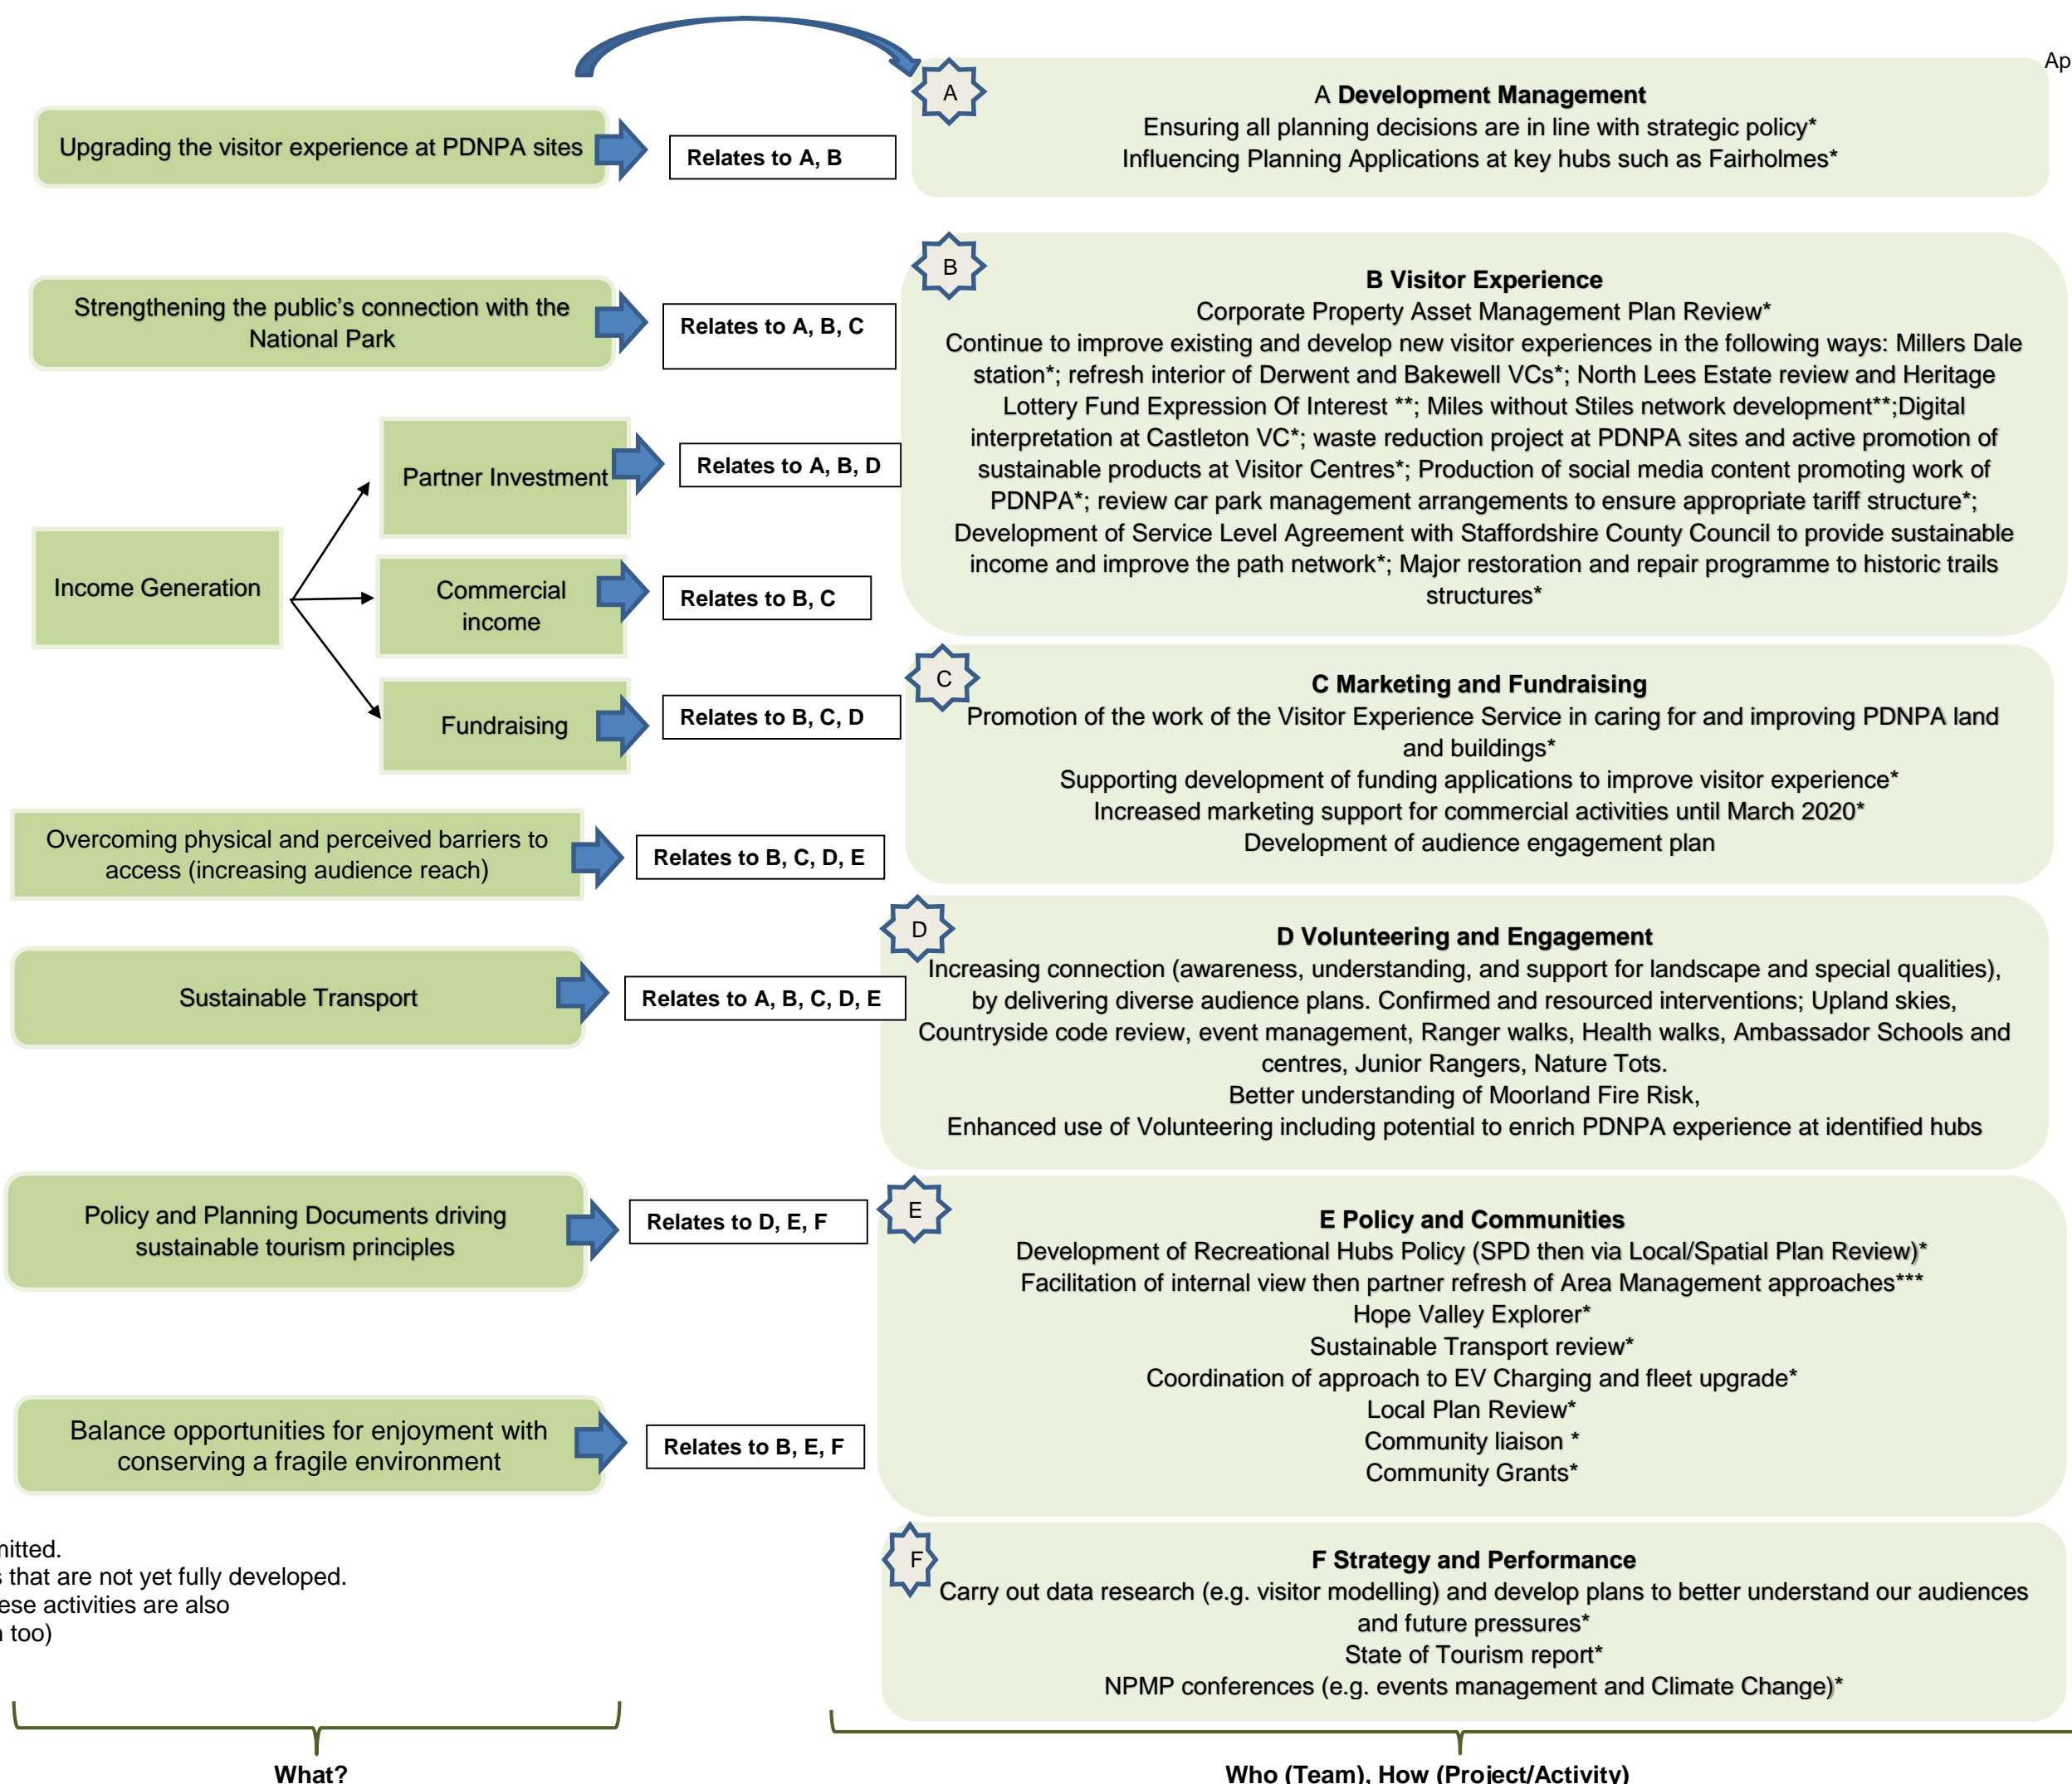 Ap
Upgrading the visitor experience at PDNPA sites
Relates to A, B
A
A Development Management
Ensuring all planning decisions are in line with strategic policy*
Influencing Planning Applications at key hubs such as Fairholmes*
Strengthening the public’s connection with the
National Park
Relates to A, B, C
Income Generation
Partner Investment
Relates to A, B, D
Commercial
income
Relates to B, C
Fundraising
Relates to B, C, D
B
B Visitor Experience
Corporate Property Asset Management Plan Review*
Continue to improve existing and develop new visitor experiences in the following ways: Millers Dale
station*; refresh interior of Derwent and Bakewell VCs*; North Lees Estate review and Heritage
Lottery Fund Expression Of Interest **; Miles without Stiles network development**;Digital
interpretation at Castleton VC*; waste reduction project at PDNPA sites and active promotion of
sustainable products at Visitor Centres*; Production of social media content promoting work of
PDNPA*; review car park management arrangements to ensure appropriate tariff structure*;
Development of Service Level Agreement with Staffordshire County Council to provide sustainable
income and improve the path network*; Major restoration and repair programme to historic trails
structures*
C
C Marketing and Fundraising
Promotion of the work of the Visitor Experience Service in caring for and improving PDNPA land
and buildings*
Supporting development of funding applications to improve visitor experience*
Increased marketing support for commercial activities until March 2020*
Development of audience engagement plan
Overcoming physical and perceived barriers to
access (increasing audience reach)
Relates to B, C, D, E
Sustainable Transport
Relates to A, B, C, D, E
D
D Volunteering and Engagement
Increasing connection (awareness, understanding, and support for landscape and special qualities),
by delivering diverse audience plans. Confirmed and resourced interventions; Upland skies,
Countryside code review, event management, Ranger walks, Health walks, Ambassador Schools and
centres, Junior Rangers, Nature Tots.
Better understanding of Moorland Fire Risk,
Enhanced use of Volunteering including potential to enrich PDNPA experience at identified hubs
Policy and Planning Documents driving
sustainable tourism principles
Relates to D, E, F
E
E Policy and Communities
Development of Recreational Hubs Policy (SPD then via Local/Spatial Plan Review)*
Facilitation of internal view then partner refresh of Area Management approaches***
Hope Valley Explorer*
Sustainable Transport review*
Coordination of approach to EV Charging and fleet upgrade*
Local Plan Review*
Community liaison *
Community Grants*
Balance opportunities for enjoyment with
conserving a fragile environment
Relates to B, E, F
F
F Strategy and Performance
Carry out data research (e.g. visitor modelling) and develop plans to better understand our audiences
and future pressures*
State of Tourism report*
NPMP conferences (e.g. events management and Climate Change)*
mitted.
s that are not yet fully developed.
ese activities are also
too)
What?
Who (Team), How (Project/Activity)